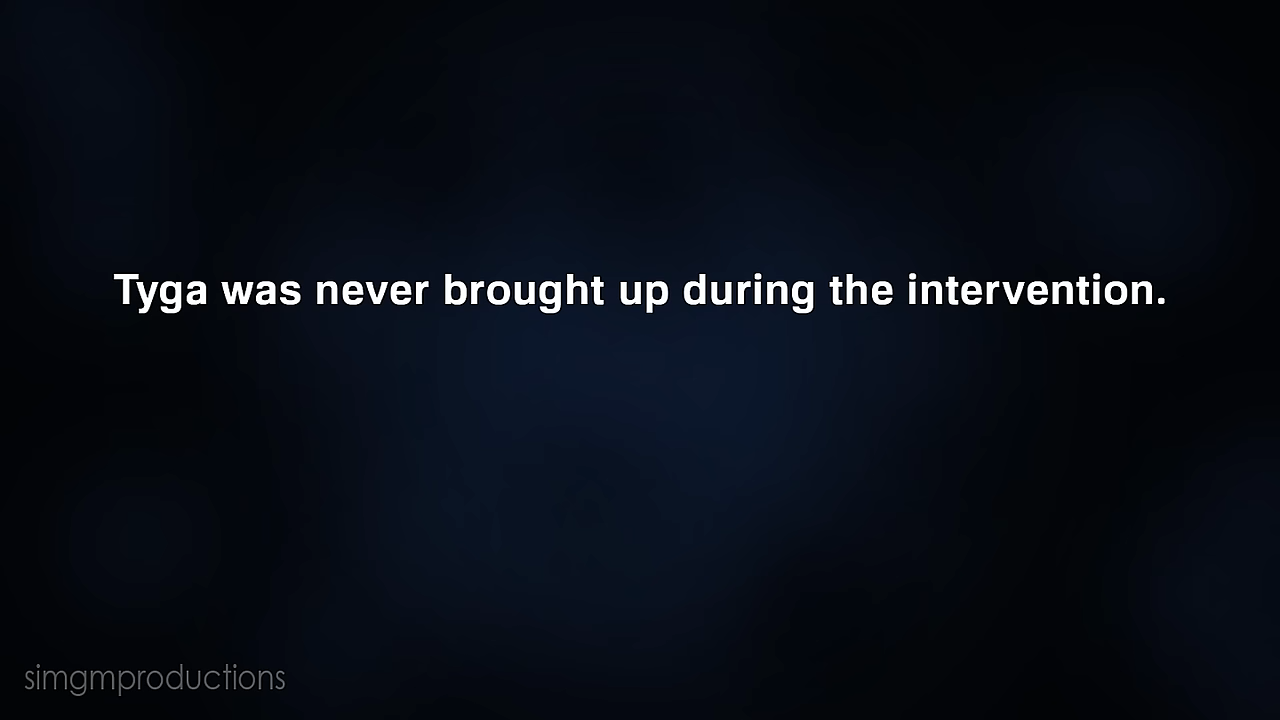 Tyga was never brought up during the intervention.
simgmproductions